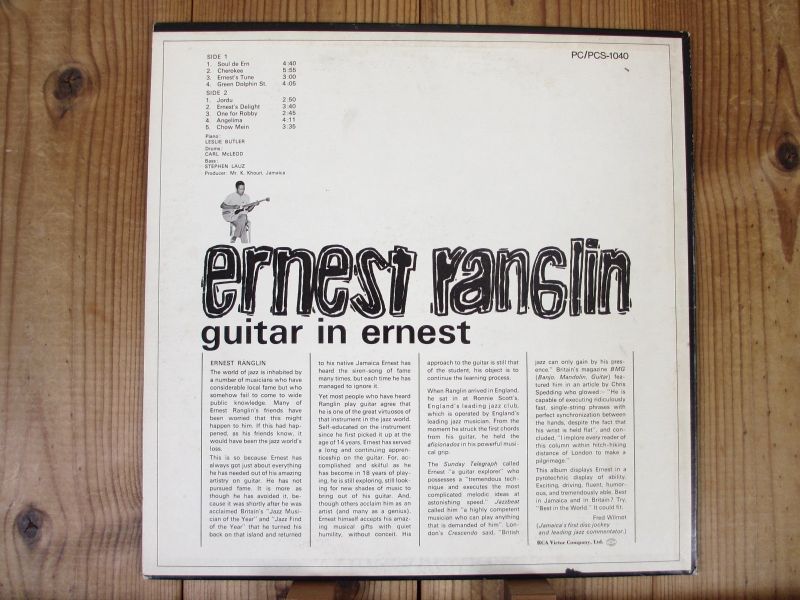 PC/PCS-1040
SIDE 1
1. Soul de Ern 4:40
2. Cherokee 5:55
3. Ernest's Tune 3:00
4. Green Dolphin St. 4:05
SIDE 2
1. Jordu 2:50
2. Ernest's Delight 3:40
3. One for Robby 2:45
4. Angelima 4:11
5. Chow Mein 3:35
Piano:
LESLIE BUTLER
Drums:
CARL McLEOD
Bass:
STEPHEN LAUZ
Producer: Mr. K. Khouri, Jamaica
ernest ranglin
guitar in ernest
ERNEST RANGLIN
The world of jazz is inhabited by
a number of musicians who have
considerable local fame but who
somehow fail to come to wide
public knowledge. Many of
Ernest Ranglin's friends have
been worried that this might
happen to him. If this had hap-
pened, as his friends know, it
would have been the jazz world's
loss.
This is so because Ernest has
always got just about everything
he has needed out of his amazing
artistry on guitar. He has not
pursued fame. It is more as
though he has avoided it, be-
cause it was shortly after he was
acclaimed Britain's "Jazz Musi-
cian of the Year" and "Jazz Find
of the Year" that he turned his
back on that island and returned
to his native Jamaica Ernest has
heard the siren-song of fame
many times, but each time he has
managed to ignore it.
Yet most people who have heard
Ranglin play guitar agree that
he is one of the great virtuosos of
that instrument in the jazz world.
Self-educated on the instrument
since he first picked it up at the
age of 14 years, Ernest has served
a long and continuing appren-
ticeship on the guitar. For, ac-
complished and skilful as he
has become in 18 years of play-
ing, he is still exploring, still look-
ing for new shades of music to
bring out of his guitar. And,
though others acclaim him as an
artist (and many as a genius),
Ernest himself accepts his amaz-
ing musical gifts with quiet
humility, without conceit. His
approach to the guitar is still that
of the student, his object is to
continue the learning process.
When Ranglin arrived in England,
he sat in at Ronnie Scott's,
England's leading jazz club,
which is operated by England's
leading jazz musician. From the
moment he struck the first chords
from his guitar, he held the
aficionados in his powerful musi-
cal grip.
The Sunday Telegraph called
Ernest "a guitar explorer" who
possesses a "tremendous tech-
nique and executes the most
complicated melodic ideas at
astonishing speed." Jazzbeat
called him "a highly competent
musician who can play anything
that is demanded of him". Lon-
don's Crescendo said, "British
jazz can only gain by his pres-
ence." Britain's magazine BMG
(Banjo, Mandolin, Guitar) fea-
tured him in an article by Chris
Spedding who glowed:- "He is
capable of executing ridiculously
fast, single-string phrases with
perfect synchronization between
the hands, despite the fact that
his wrist is held flat", and con-
cluded, "I implore every reader of
this column within hitch-hiking
distance of London to make a
pilgrimage."
This album displays Ernest in a
pyrotechnic display of ability.
Exciting, driving, fluent, humor-
ous, and tremendously able. Best
in Jamaica and in Britain? Try,
"Best in the World." It could fit.
Fred Wilmot
(Jamaica's first disc jockey
and leading jazz commentator.)
RCA Victor Company, Ltd.